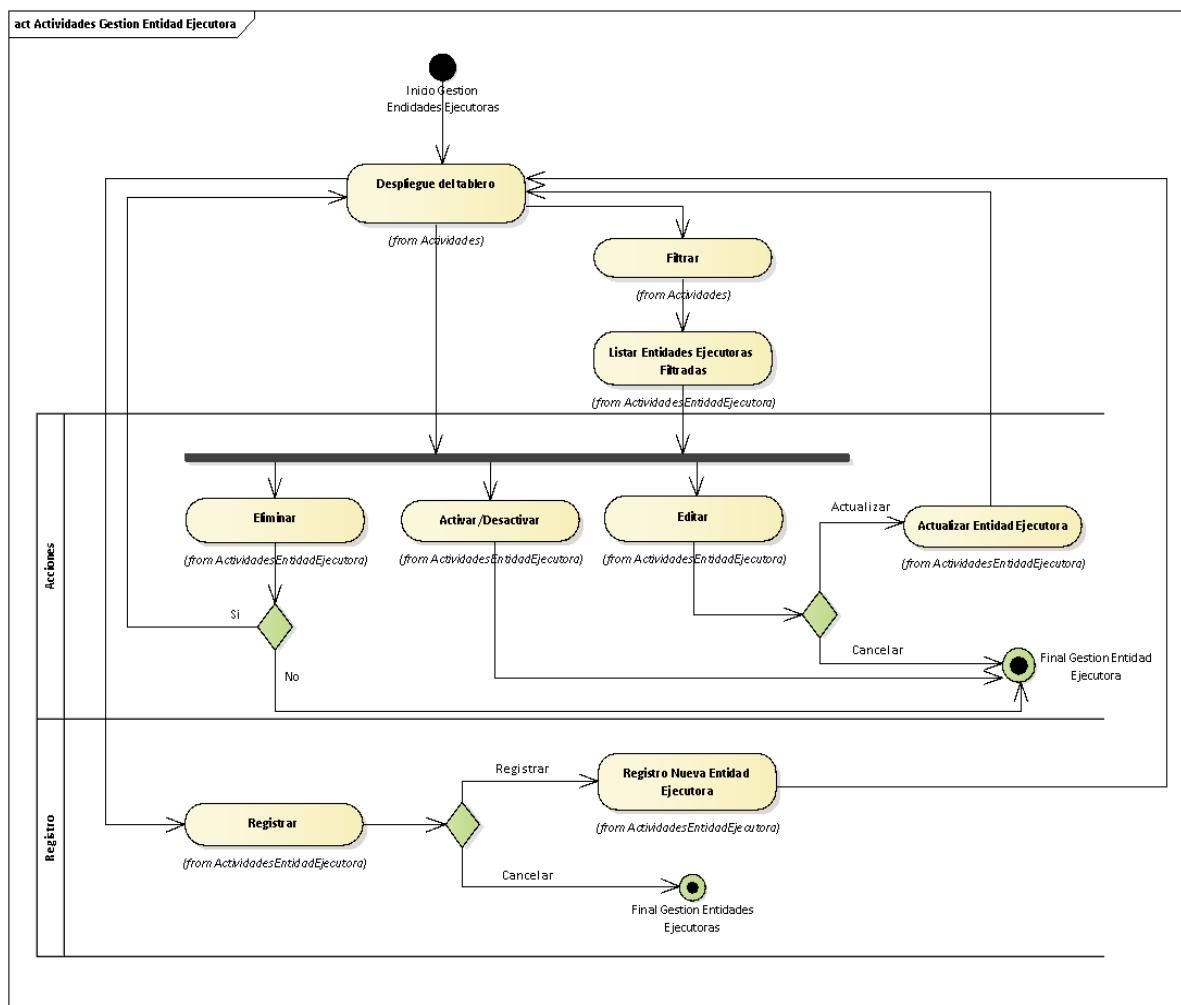 act Actividades Gestion Entidad Ejecutora
Inicio Gestion
Endidades Ejecutoras
Despliegue del tablero
(from Actividades)
Filtrar
(from Actividades)
Listar Entidades Ejecutoras
Filtradas
(from ActividadesEntidadEjecutora)
Acciones
Eliminar
(from ActividadesEntidadEjecutora)
Activar/Desactivar
(from ActividadesEntidadEjecutora)
Editar
(from ActividadesEntidadEjecutora)
Actualizar
Actualizar Entidad Ejecutora
(from ActividadesEntidadEjecutora)
Si
No
Cancelar
Final Gestion Entidad
Ejecutora
Registro
Registrar
(from ActividadesEntidadEjecutora)
Registrar
Registro Nueva Entidad
Ejecutora
(from ActividadesEntidadEjecutora)
Cancelar
Final Gestion Entidades
Ejecutoras